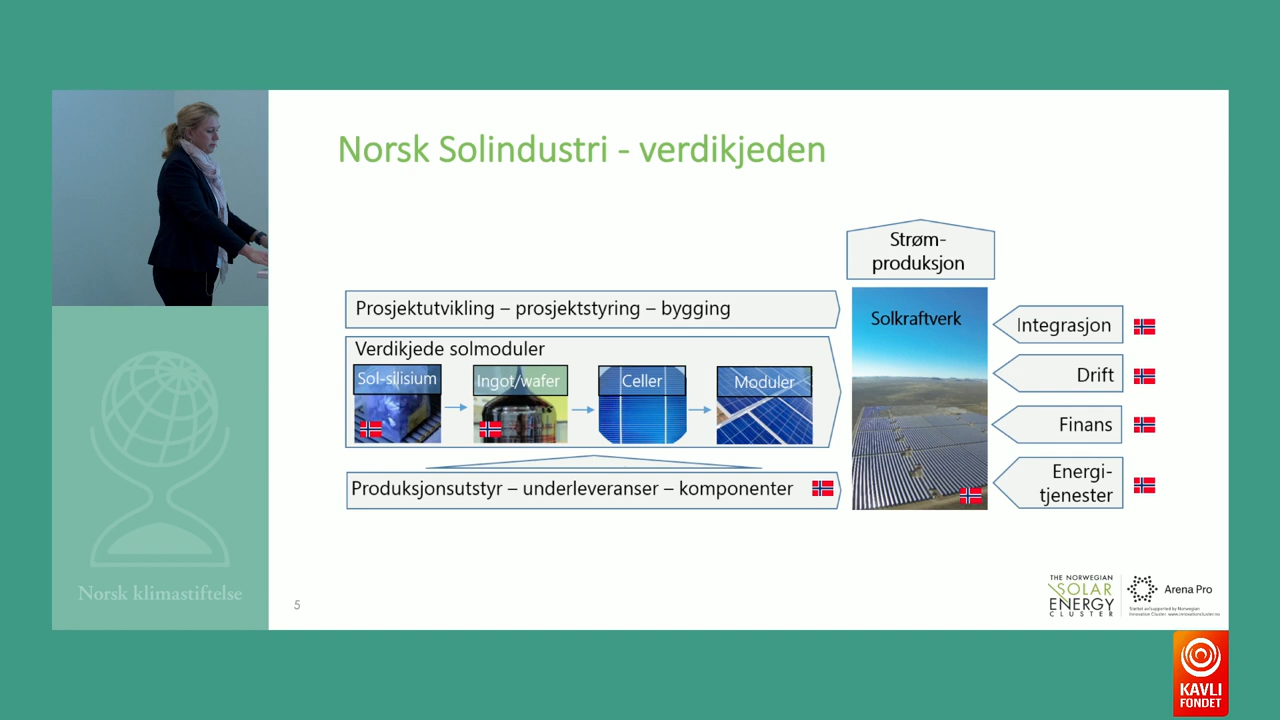 Norsk Solindustri - verdikjeden
Strøm-
produksjon
Prosjektutvikling – prosjektstyring – bygging
Solkraftverk
Integrasjon
Verdikjede solmoduler
Sol-silisium
Ingot/wafer
Celler
Moduler
Drift
Finans
Energi-
tjenester
Produksjonsutstyr – underleveranser – komponenter
Norsk klimastiftelse
5
THE NORWEGIAN
SOLAR
ENERGY
CLUSTER
Arena Pro
KAVLI
FONDET